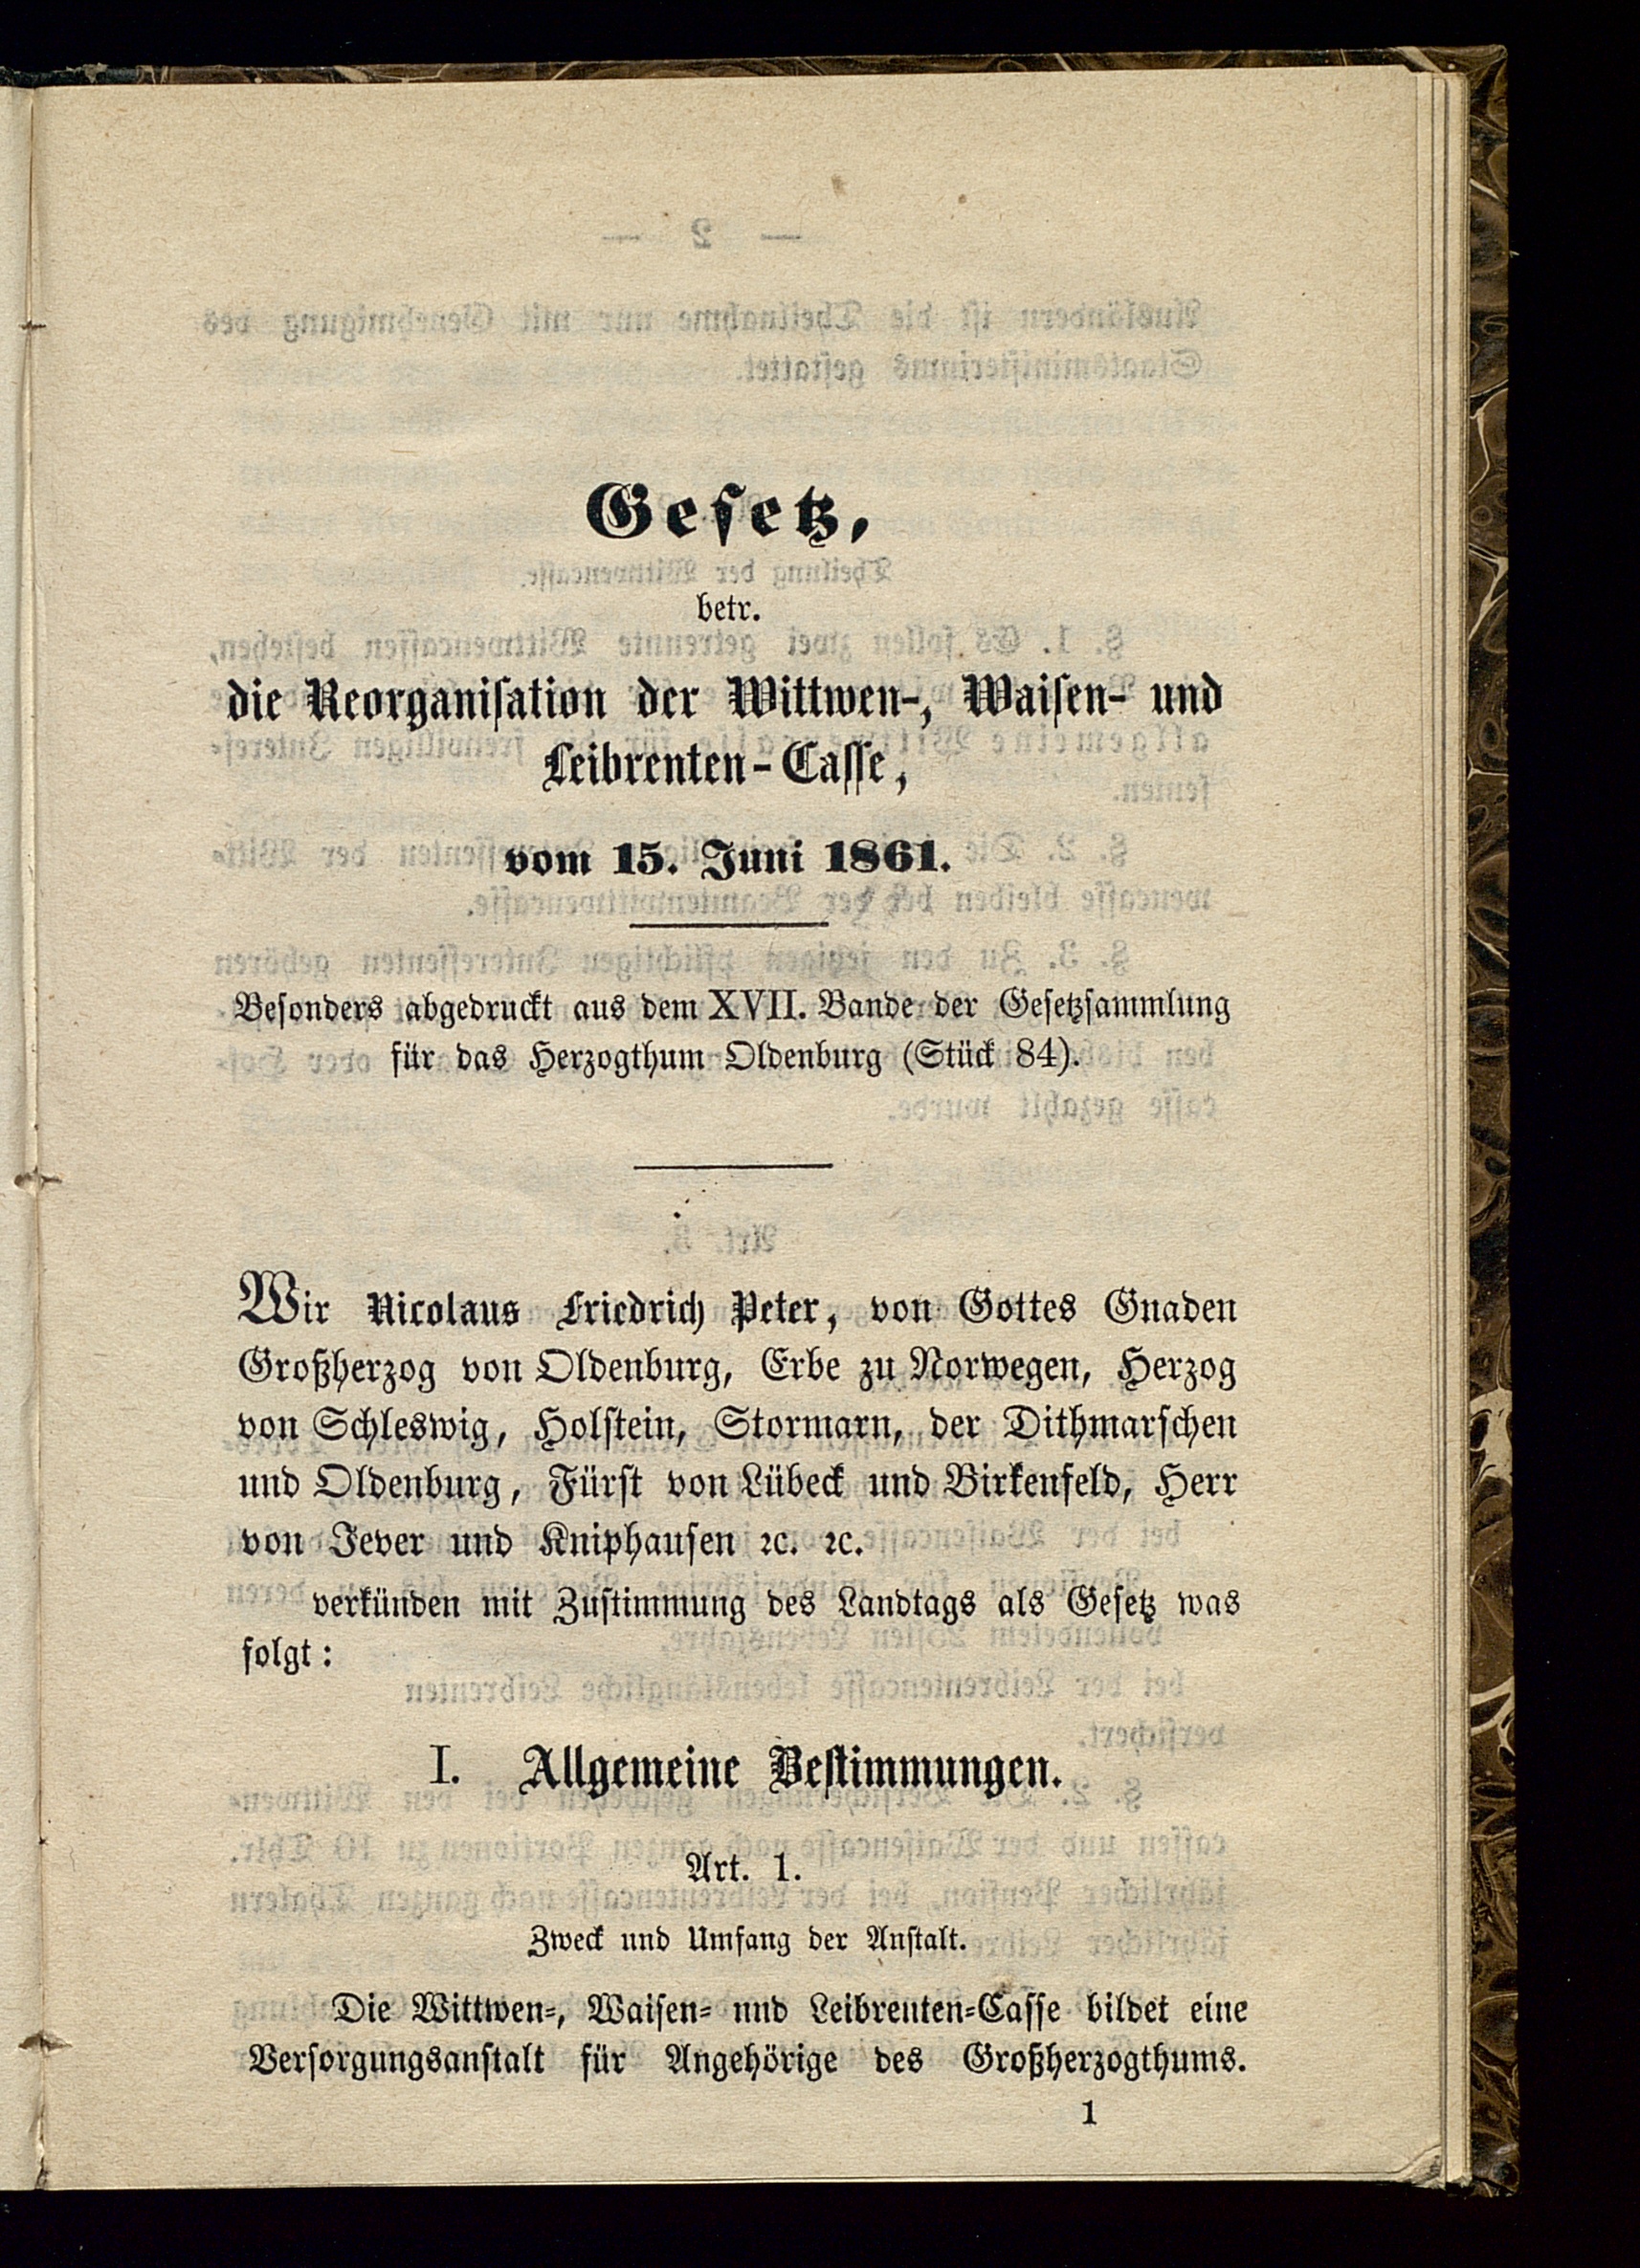 Gesetz,
betr.
die Reorganisation der Wittwen-, Waisen- und
Leibrenten-Casse,
vom 15. Juni 1861.
Besonders abgedruckt aus dem XVII. Bande der Gesetzsammlung
für das Herzogthum Oldenburg (Stück 84).
Wir Nicolaus Friedrich Peter, von Gottes Gnaden
Großherzog von Oldenburg, Erbe zu Norwegen, Herzog
von Schleswig, Holstein, Stormarn, der Dithmarschen
und Oldenburg, Fürst von Lübeck und Birkenfeld, Herr
von Jever und Kniphausen ꝛc. ꝛc.
verkünden mit Zustimmung des Landtags als Gesetz was
folgt:
I. Allgemeine Bestimmungen.
Art. 1.
Zweck und Umfang der Anstalt.
Die Wittwen-, Waisen- und Leibrenten-Casse bildet eine
Versorgungsanstalt für Angehörige des Großherzogthums.
1